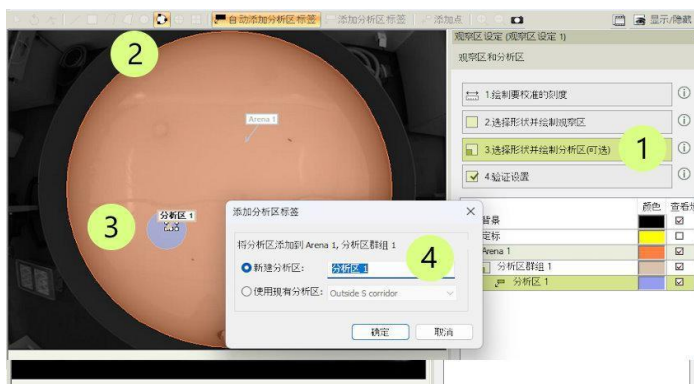 自动添加分析区标签 添加分析区标签 添加点 显示/隐藏
观察区设定 (观察区设定 1)
观察区和分析区
1.绘制要校准的刻度
2.选择形状并绘制观察区
3.选择形状并绘制分析区(可选)
4.验证设置
1
2
3
4
Arena 1
分析区 1
添加分析区标签
将分析区添加到 Arena 1, 分析区群组 1
新建分析区: 分析区 1
使用现有分析区: Outside S corridor
确定 取消
颜色 查看
背景
定标
Arena 1
分析区群组 1
分析区 1